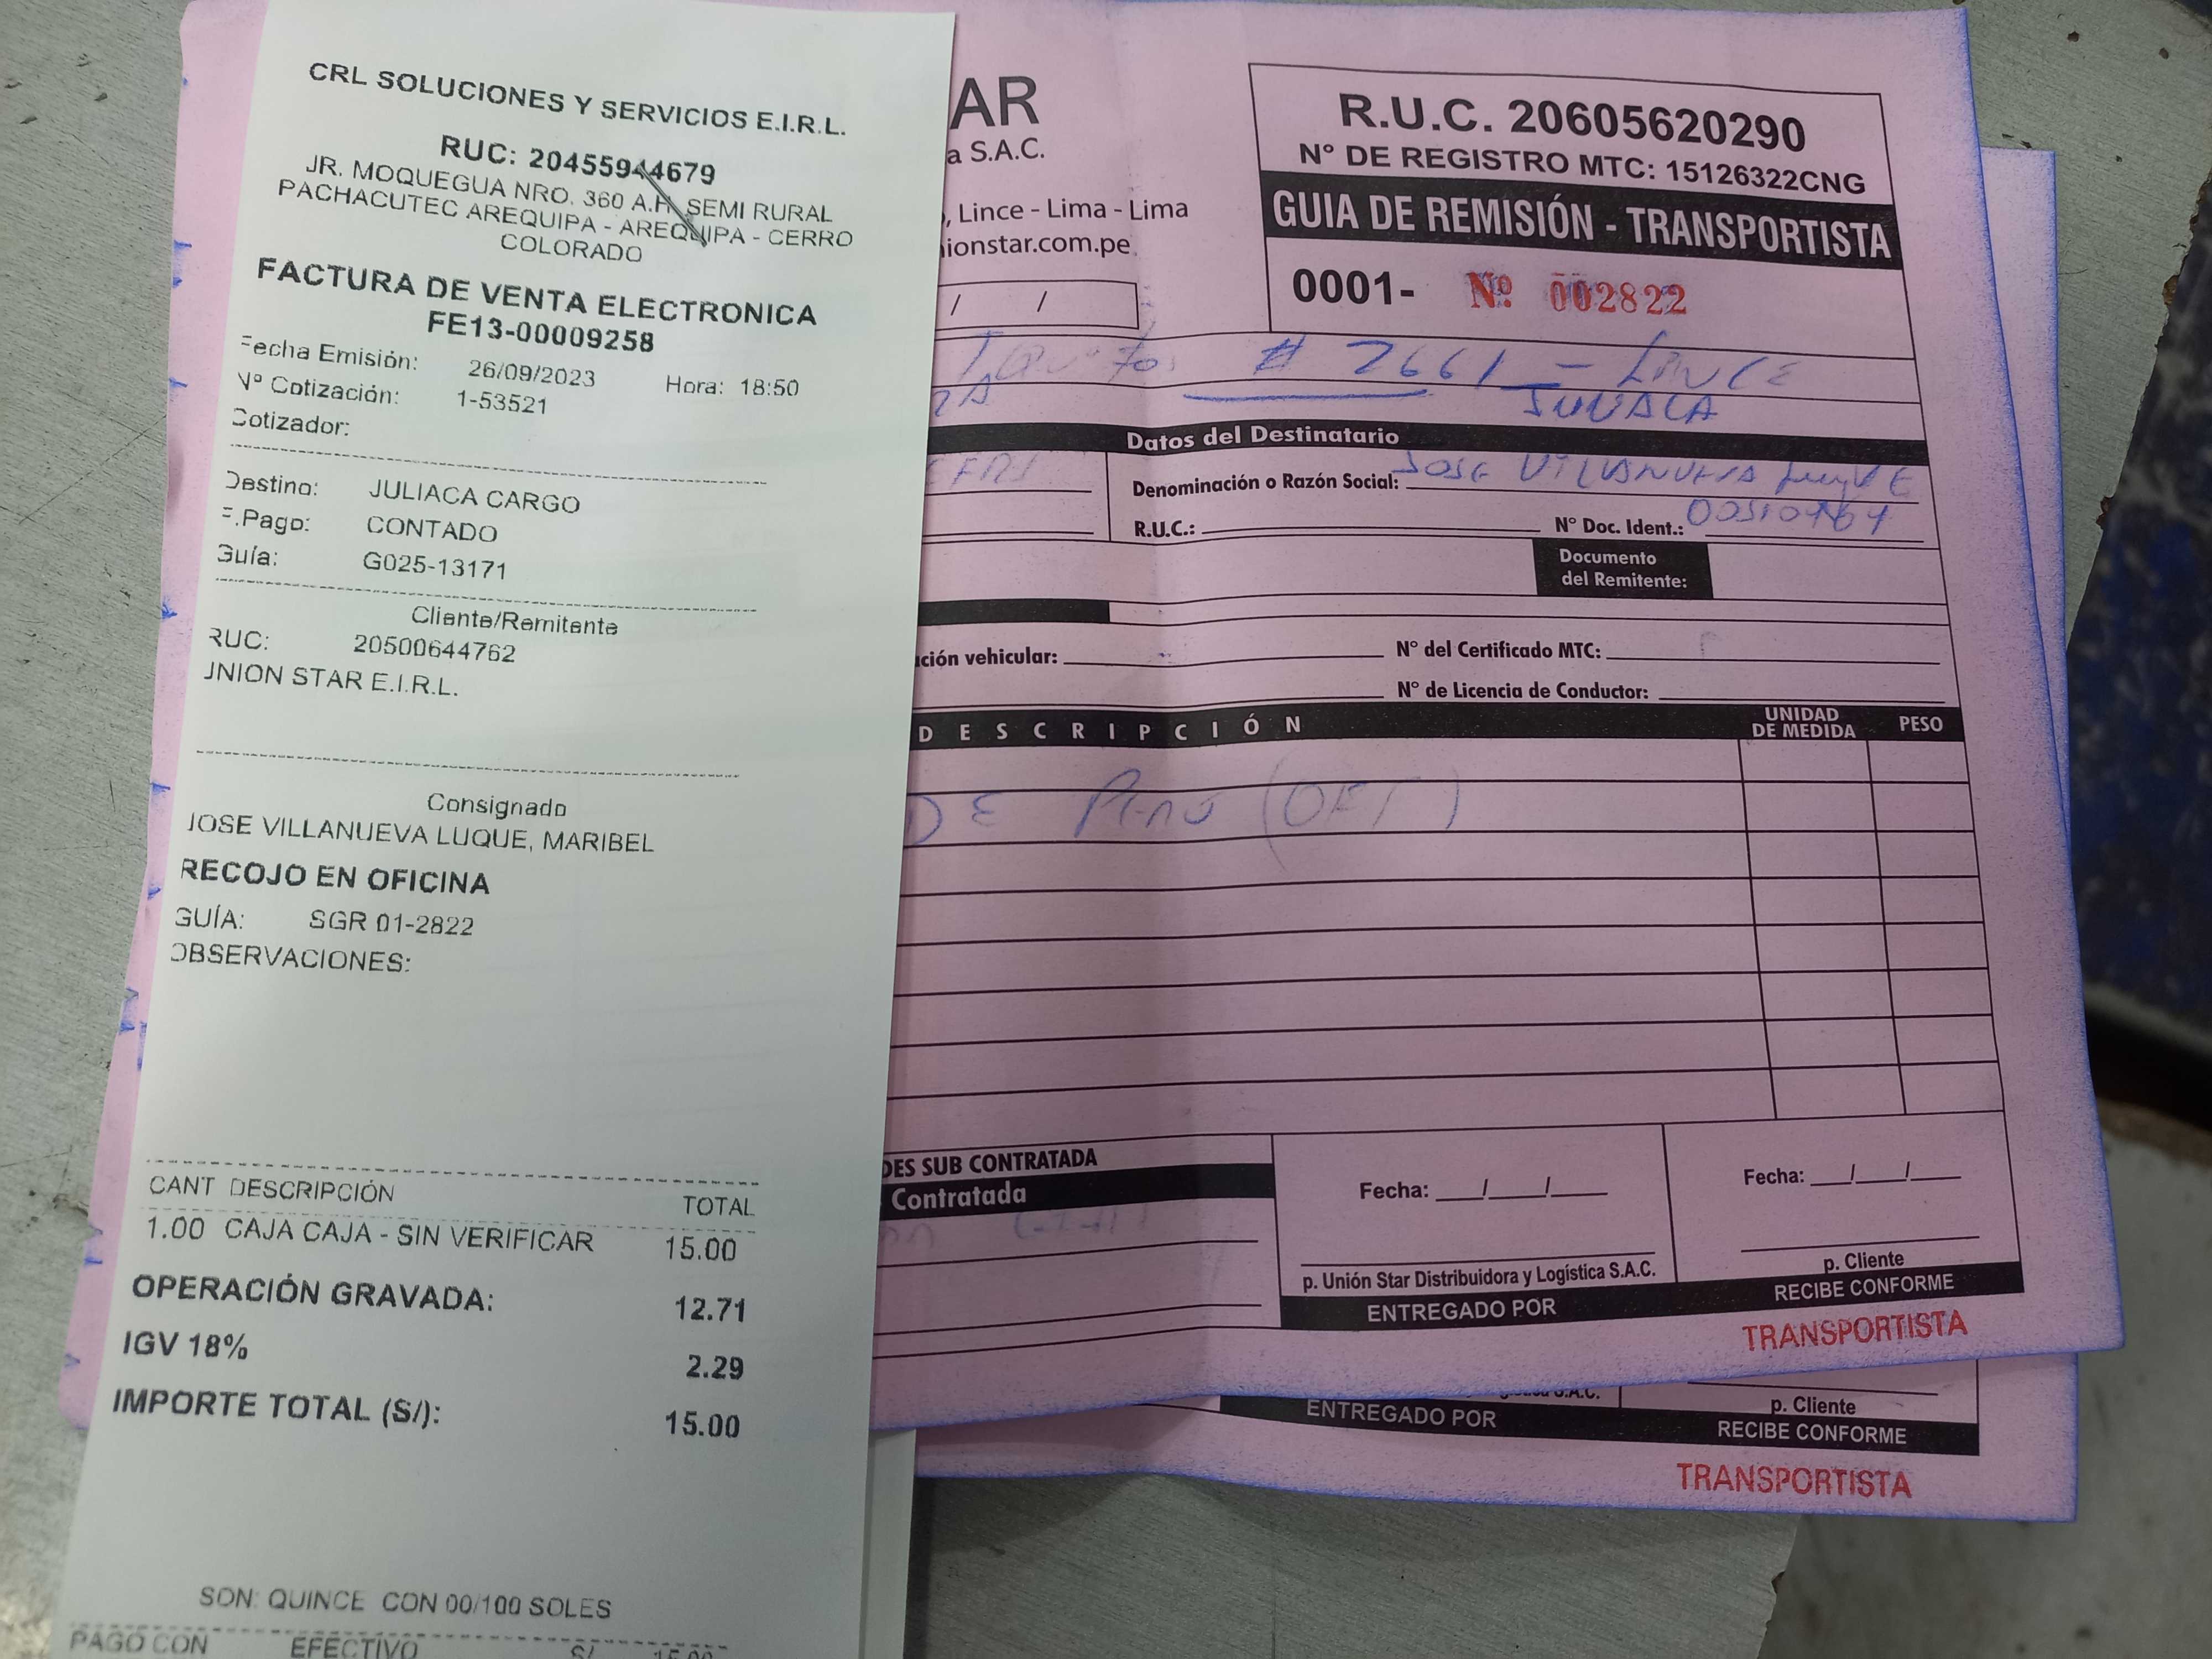 CRL SOLUCIONES Y SERVICIOS E.I.R.L.
RUC: 20455944679
JR. MOQUEGUA NRO. 360 A.H. SEMI RURAL
PACHACUTEC AREQUIPA - AREQUIPA - CERRO
COLORADO
FACTURA DE VENTA ELECTRONICA
FE13-00009258
Fecha Emisión: 26/09/2023 Hora: 18:50
Nº Cotización: 1-53521
Cotizador:
Destino: JULIACA CARGO
F.Pago: CONTADO
Guía: G025-13171
Cliente/Remitente
RUC: 20500644762
UNION STAR E.I.R.L.
Consignado
JOSE VILLANUEVA LUQUE, MARIBEL
RECOJO EN OFICINA
GUÍA: SGR 01-2822
OBSERVACIONES:
CANT DESCRIPCIÓN TOTAL
1.00 CAJA CAJA - SIN VERIFICAR 15.00
OPERACIÓN GRAVADA: 12.71
IGV 18% 2.29
IMPORTE TOTAL (S/): 15.00
SON: QUINCE CON 00/100 SOLES
PAGO CON EFECTIVO S/ 15.00
AR
a S.A.C.
, Lince - Lima - Lima
nionstar.com.pe
/ /
R.U.C. 20605620290
N° DE REGISTRO MTC: 15126322CNG
GUIA DE REMISIÓN - TRANSPORTISTA
0001- Nº 002822
# 2661 - LINCE
JULIACA
Datos del Destinatario
Denominación o Razón Social: JOSE VILLANUEVA LUQUE
R.U.C.: N° Doc. Ident.:
Documento
del Remitente:
ción vehicular: N° del Certificado MTC:
N° de Licencia de Conductor:
DESCRIPCIÓN UNIDAD DE MEDIDA PESO
DE
DES SUB CONTRATADA
Contratada
Fecha: / /
p. Unión Star Distribuidora y Logística S.A.C.
ENTREGADO POR
Fecha: / /
p. Cliente
RECIBE CONFORME
TRANSPORTISTA
S.A.C.
ENTREGADO POR
p. Cliente
RECIBE CONFORME
TRANSPORTISTA